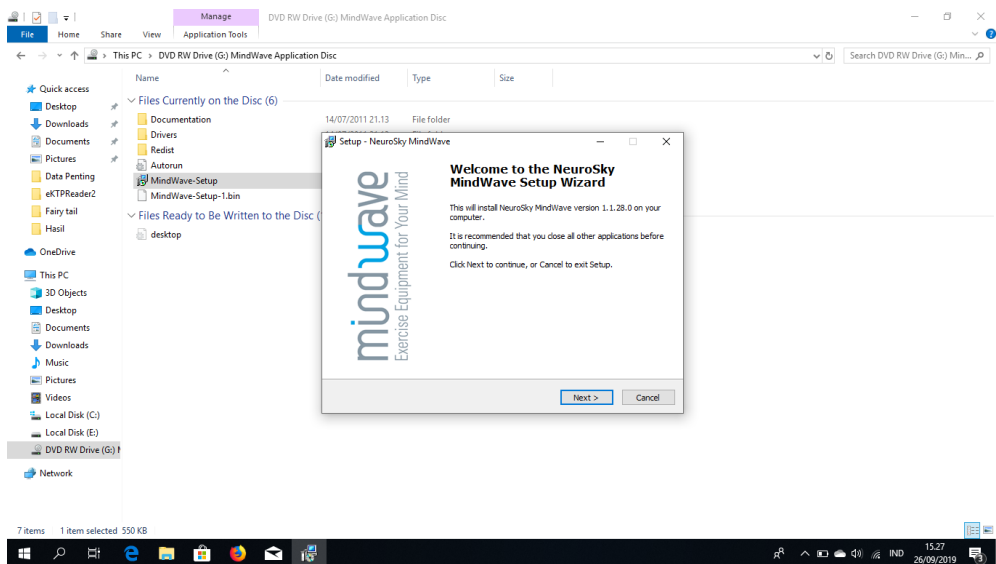 Manage
DVD RW Drive (G:) MindWave Application Disc
File Home Share View Application Tools
This PC > DVD RW Drive (G:) MindWave Application Disc
Search DVD RW Drive (G:) Min...
Name Date modified Type Size
Quick access
Desktop
Downloads
Documents
Pictures
Data Penting
eKTPReader2
Fairy tail
Hasil
OneDrive
This PC
3D Objects
Desktop
Documents
Downloads
Music
Pictures
Videos
Local Disk (C:)
Local Disk (E:)
DVD RW Drive (G:)
Network
Files Currently on the Disc (6)
Documentation 14/07/2011 21.13 File folder
Drivers
Redist
Autorun
MindWave-Setup
MindWave-Setup-1.bin
Files Ready to Be Written to the Disc (
desktop
Setup - NeuroSky MindWave
mindwave
Exercise Equipment for Your Mind
Welcome to the NeuroSky
MindWave Setup Wizard
This will install NeuroSky MindWave version 1.1.28.0 on your
computer.
It is recommended that you close all other applications before
continuing.
Click Next to continue, or Cancel to exit Setup.
Next > Cancel
7 items 1 item selected 550 KB
IND
15.27
26/09/2019
3